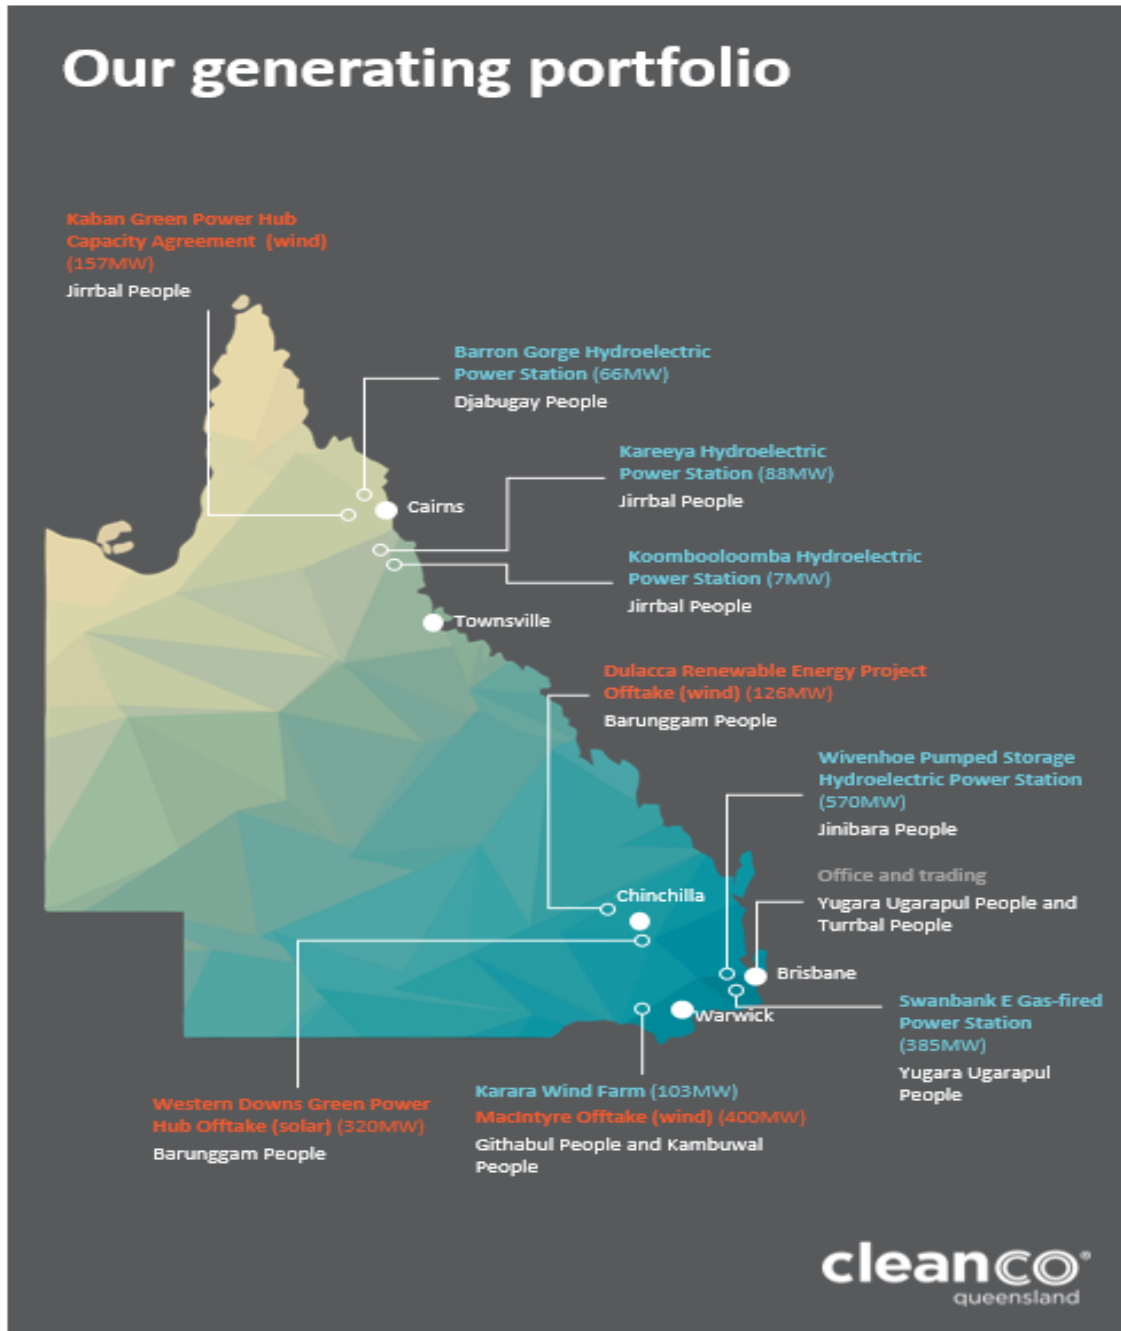 Our generating portfolio
Kaban Green Power Hub
Capacity Agreement (wind)
(157MW)
Jirrbal People
Barron Gorge Hydroelectric
Power Station (66MW)
Djabugay People
Kareeya Hydroelectric
Power Station (88MW)
Jirrbal People
Cairns
Koombooloomba Hydroelectric
Power Station (7MW)
Jirrbal People
Townsville
Dulacca Renewable Energy Project
Offtake (wind) (126MW)
Barunggam People
Wivenhoe Pumped Storage
Hydroelectric Power Station
(570MW)
Jinibara People
Office and trading
Yugara Ugarapul People and
Turrbal People
Chinchilla
Brisbane
Warwick
Swanbank E Gas-fired
Power Station
(385MW)
Yugara Ugarapul
People
Western Downs Green Power
Hub Offtake (solar) (320MW)
Barunggam People
Karara Wind Farm (103MW)
MacIntyre Offtake (wind) (400MW)
Githabul People and Kambuwal
People
cleanco®
queensland